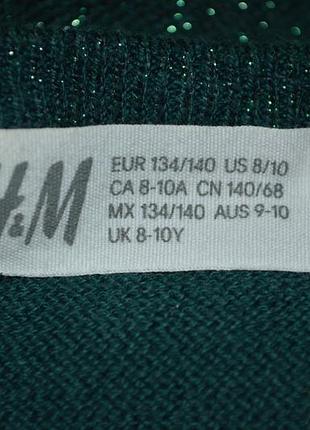 H&M
EUR 134/140 US 8/10
CA 8-10A CN 140/68
MX 134/140 AUS 9-10
UK 8-10Y